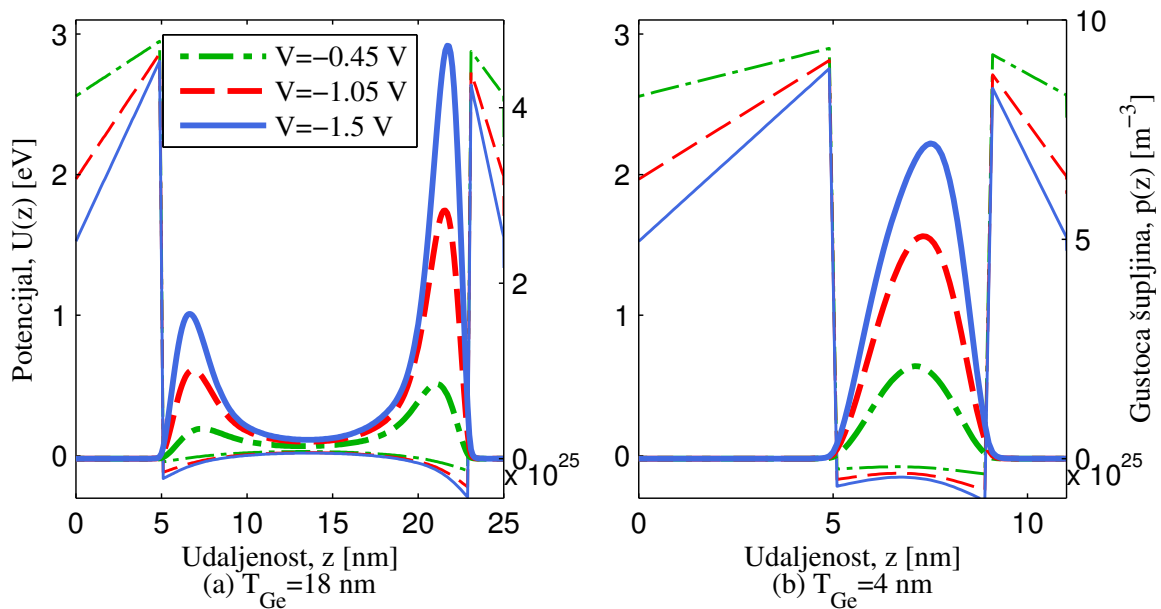 Potencijal, U(z) [eV]
3
2
1
0
V=−0.45 V
V=−1.05 V
V=−1.5 V
4
2
0
x 10^25
0 5 10 15 20 25
Udaljenost, z [nm]
(a) T_Ge=18 nm
3
2
1
0
10
5
0
x 10^25
Gustoca šupljina, p(z) [m^−3]
0 5 10
Udaljenost, z [nm]
(b) T_Ge=4 nm